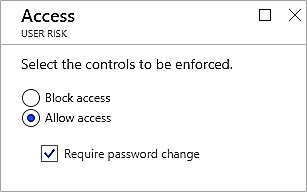 Access
USER RISK
Select the controls to be enforced.
Block access
Allow access
Require password change